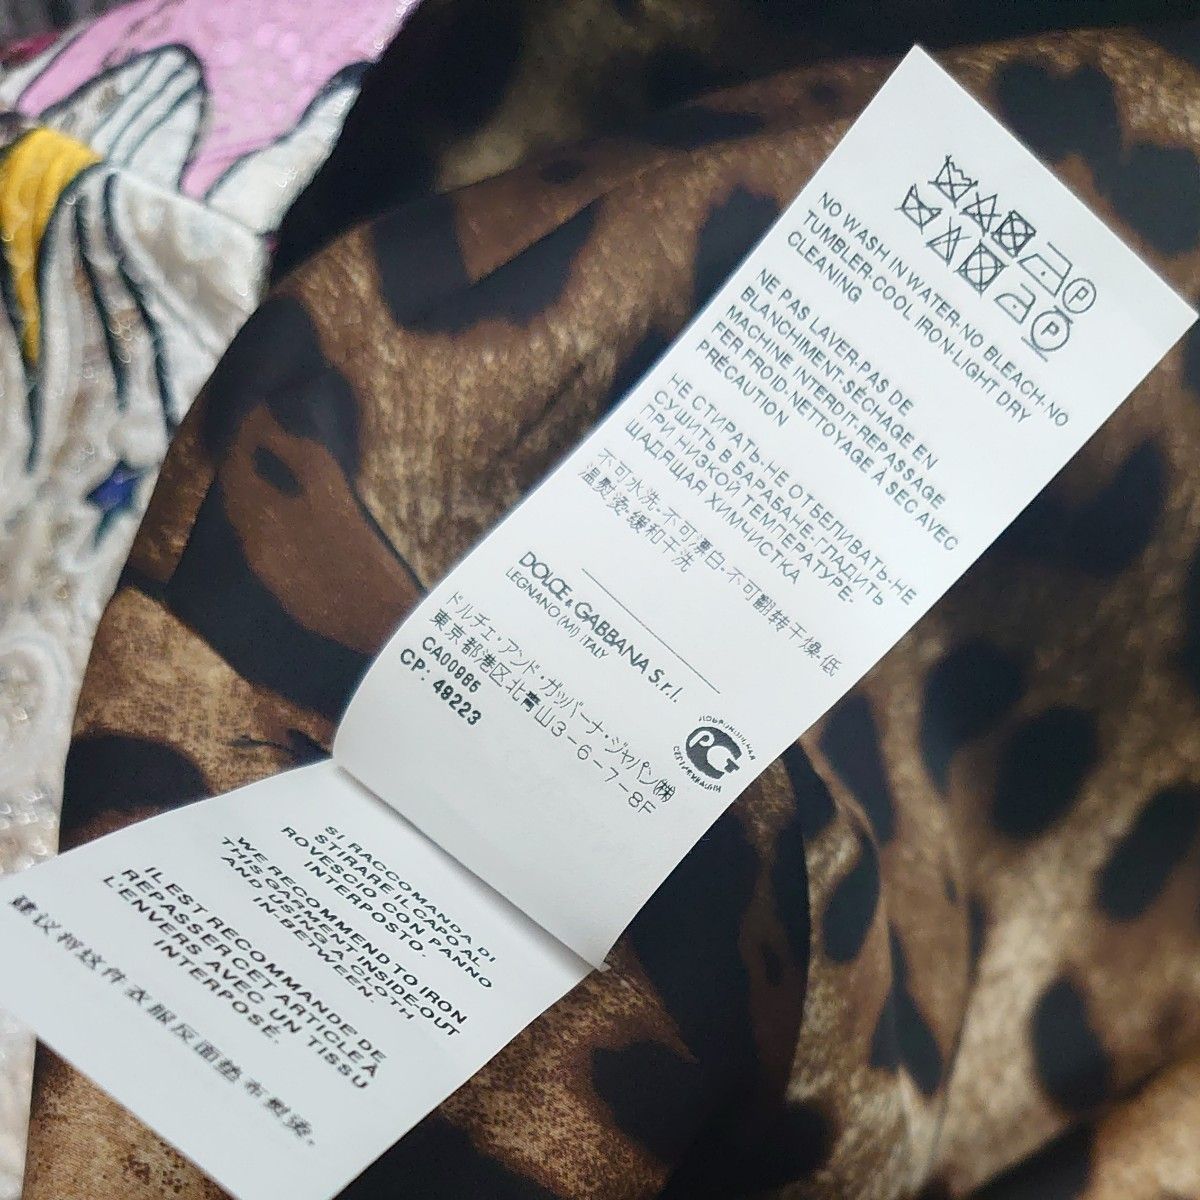 NO WASH IN WATER-NO BLEACH-NO
TUMBLER-COOL IRON-LIGHT DRY
CLEANING
NE PAS LAVER-PAS DE
BLANCHIMENT-SÉCHAGE EN
MACHINE INTERDIT-REPASSAGE
FER FROID-NETTOYAGE A SEC AVEC
PRÉCAUTION
НЕ СТИРАТЬ-НЕ ОТБЕЛИВАТЬ-НЕ
СУШИТЬ В БАРАБАНЕ-ГЛАДИТЬ
ПРИ НИЗКОЙ ТЕМПЕРАТУРЕ-
ЩАДЯЩАЯ ХИМЧИСТКА
不可水洗-不可漂白-不可翻转干燥-低
温熨烫-缓和干洗
DOLCE & GABBANA S.r.l.
LEGNANO (MI) ITALY
ドルチェ・アンド・ガッバーナ・ジャパン(株)
東京都港区北青山3-6-7-8F
CA00985
CP: 49223
SI RACCOMANDA DI
STIRARE IL CAPO AL
ROVESCIO CON PANNO
INTERPOSTO.
WE RECOMMEND TO IRON
THIS GARMENT INSIDE-OUT
AND USING AN
IN-BETWEEN CLOTH
IL EST RECOMMANDE DE
REPASSER CET ARTICLE A
L'ENVERS AVEC UN TISSU
INTERPOSÉ.
建议将这件衣服反面垫布熨烫.